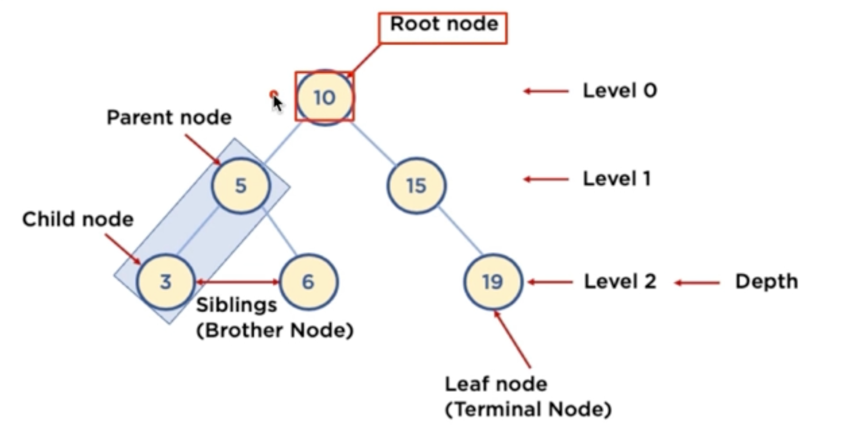 Root node
10
Level 0
Parent node
5
15
Level 1
Child node
3
6
19
Level 2
Depth
Siblings
(Brother Node)
Leaf node
(Terminal Node)